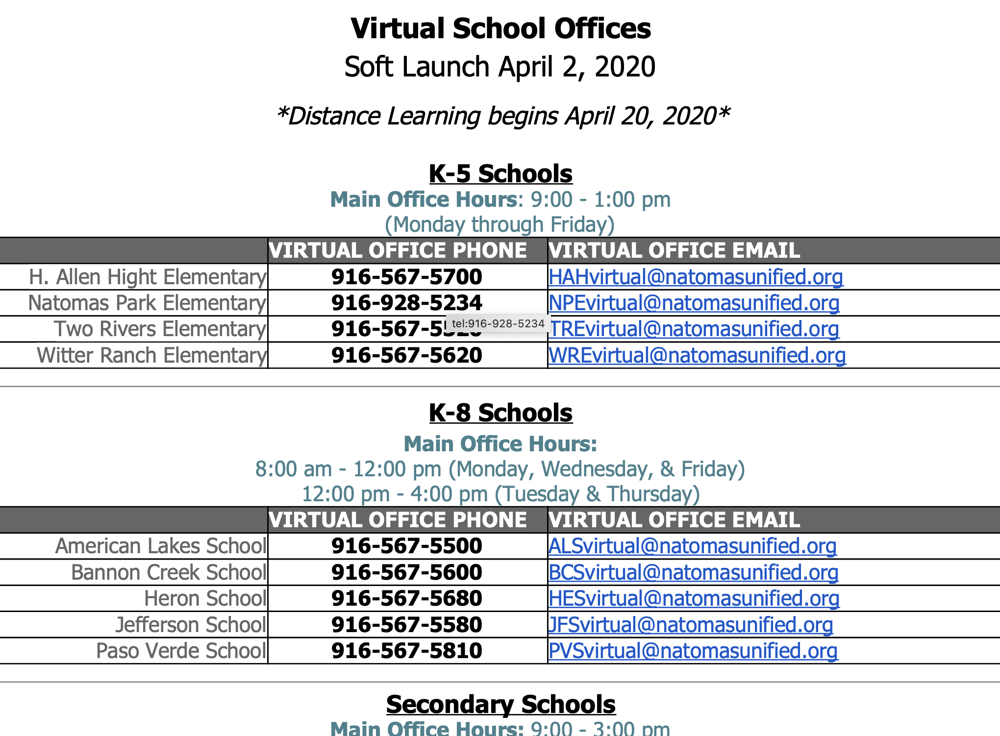 Virtual School Offices
Soft Launch April 2, 2020
*Distance Learning begins April 20, 2020*
K-5 Schools
Main Office Hours: 9:00 - 1:00 pm
(Monday through Friday)
VIRTUAL OFFICE PHONE VIRTUAL OFFICE EMAIL
H. Allen Hight Elementary 916-567-5700 HAHvirtual@natomasunified.org
Natomas Park Elementary 916-928-5234 NPEvirtual@natomasunified.org
tel:916-928-5234
Two Rivers Elementary TREvirtual@natomasunified.org
Witter Ranch Elementary 916-567-5620 WREvirtual@natomasunified.org
K-8 Schools
Main Office Hours:
8:00 am - 12:00 pm (Monday, Wednesday, & Friday)
12:00 pm - 4:00 pm (Tuesday & Thursday)
VIRTUAL OFFICE PHONE VIRTUAL OFFICE EMAIL
American Lakes School 916-567-5500 ALSvirtual@natomasunified.org
Bannon Creek School 916-567-5600 BCSvirtual@natomasunified.org
Heron School 916-567-5680 HESvirtual@natomasunified.org
Jefferson School 916-567-5580 JFSvirtual@natomasunified.org
Paso Verde School 916-567-5810 PVSvirtual@natomasunified.org
Secondary Schools
Main Office Hours: 9:00 - 3:00 pm